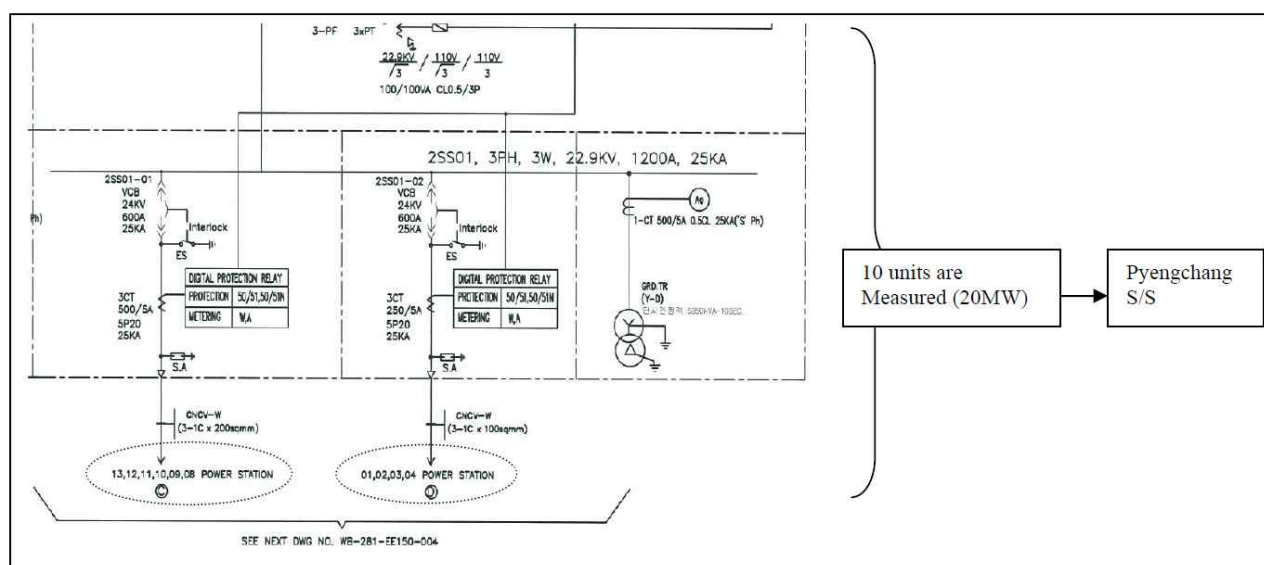 3-PF 3xPT
22.9KV/√3 / 110V/√3 / 110V/3
100/100VA CL0.5/3P
2SS01, 3PH, 3W, 22.9KV, 1200A, 25KA
2SS01-01
VCB
24KV
600A
25KA
Interlock
ES
2SS01-02
VCB
24KV
600A
25KA
Interlock
ES
Ph)
1-CT 500/5A 0.5CL 25KA('S' Ph)
DIGITAL PROTECTION RELAY
PROTECTION 50/51,50/51N
METERING W,A
3CT
500/5A
5P20
25KA
S.A
DIGITAL PROTECTION RELAY
PROTECTION 50/51,50/51N
METERING W,A
3CT
250/5A
5P20
25KA
S.A
GRD.TR
(Y-D)
CNCV-W
(3-1C x 200sqmm)
CNCV-W
(3-1C x 100sqmm)
13,12,11,10,09,08 POWER STATION
C
01,02,03,04 POWER STATION
D
SEE NEXT DWG NO. WB-281-EE150-004
10 units are
Measured (20MW)
Pyengchang
S/S